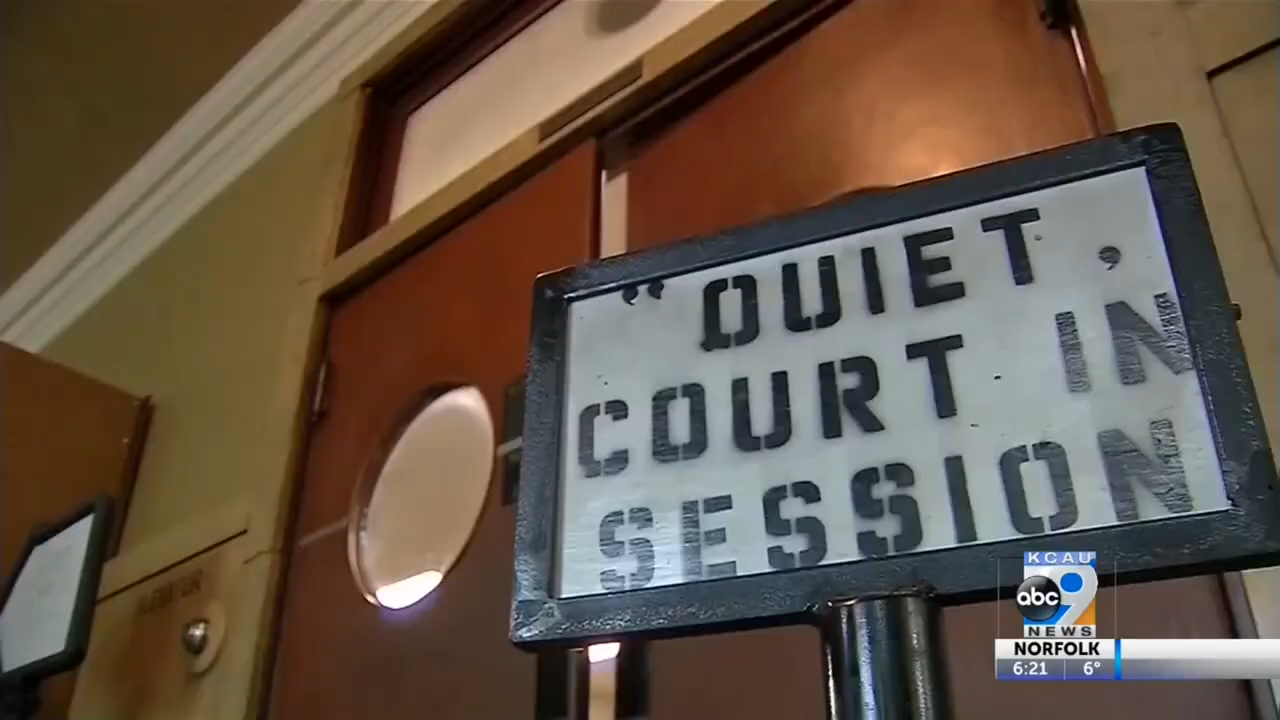 "QUIET,
COURT IN
SESSION
KCAU
abc 9
NEWS
NORFOLK
6:21 6°